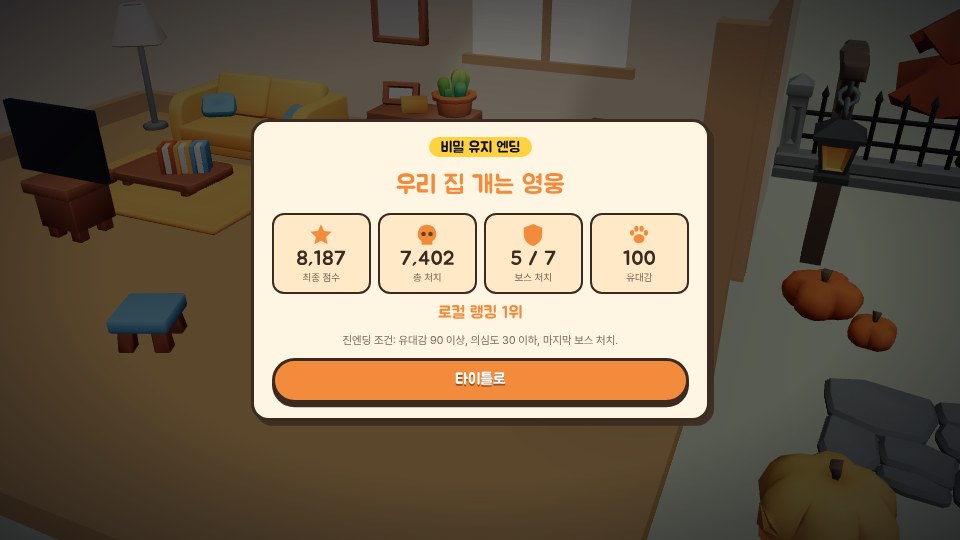 비밀 유지 엔딩
우리 집 개는 영웅
8,187
최종 점수
7,402
총 처치
5 / 7
보스 처치
100
유대감
로컬 랭킹 1위
진엔딩 조건: 유대감 90 이상, 의심도 30 이하, 마지막 보스 처치.
타이틀로